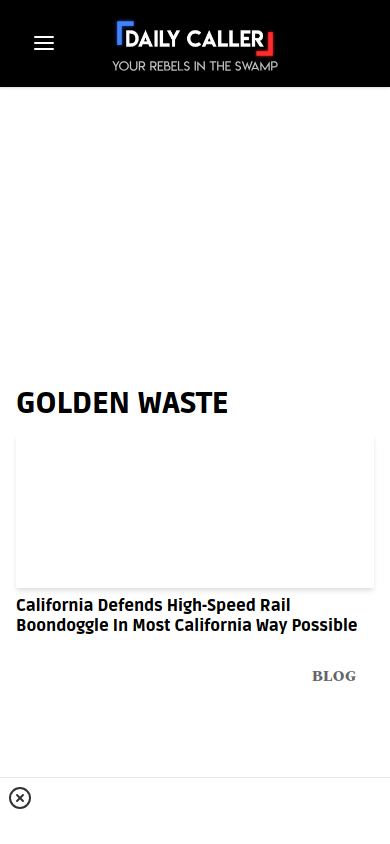 DAILY CALLER
YOUR REBELS IN THE SWAMP
GOLDEN WASTE
California Defends High-Speed Rail
Boondoggle In Most California Way Possible
BLOG